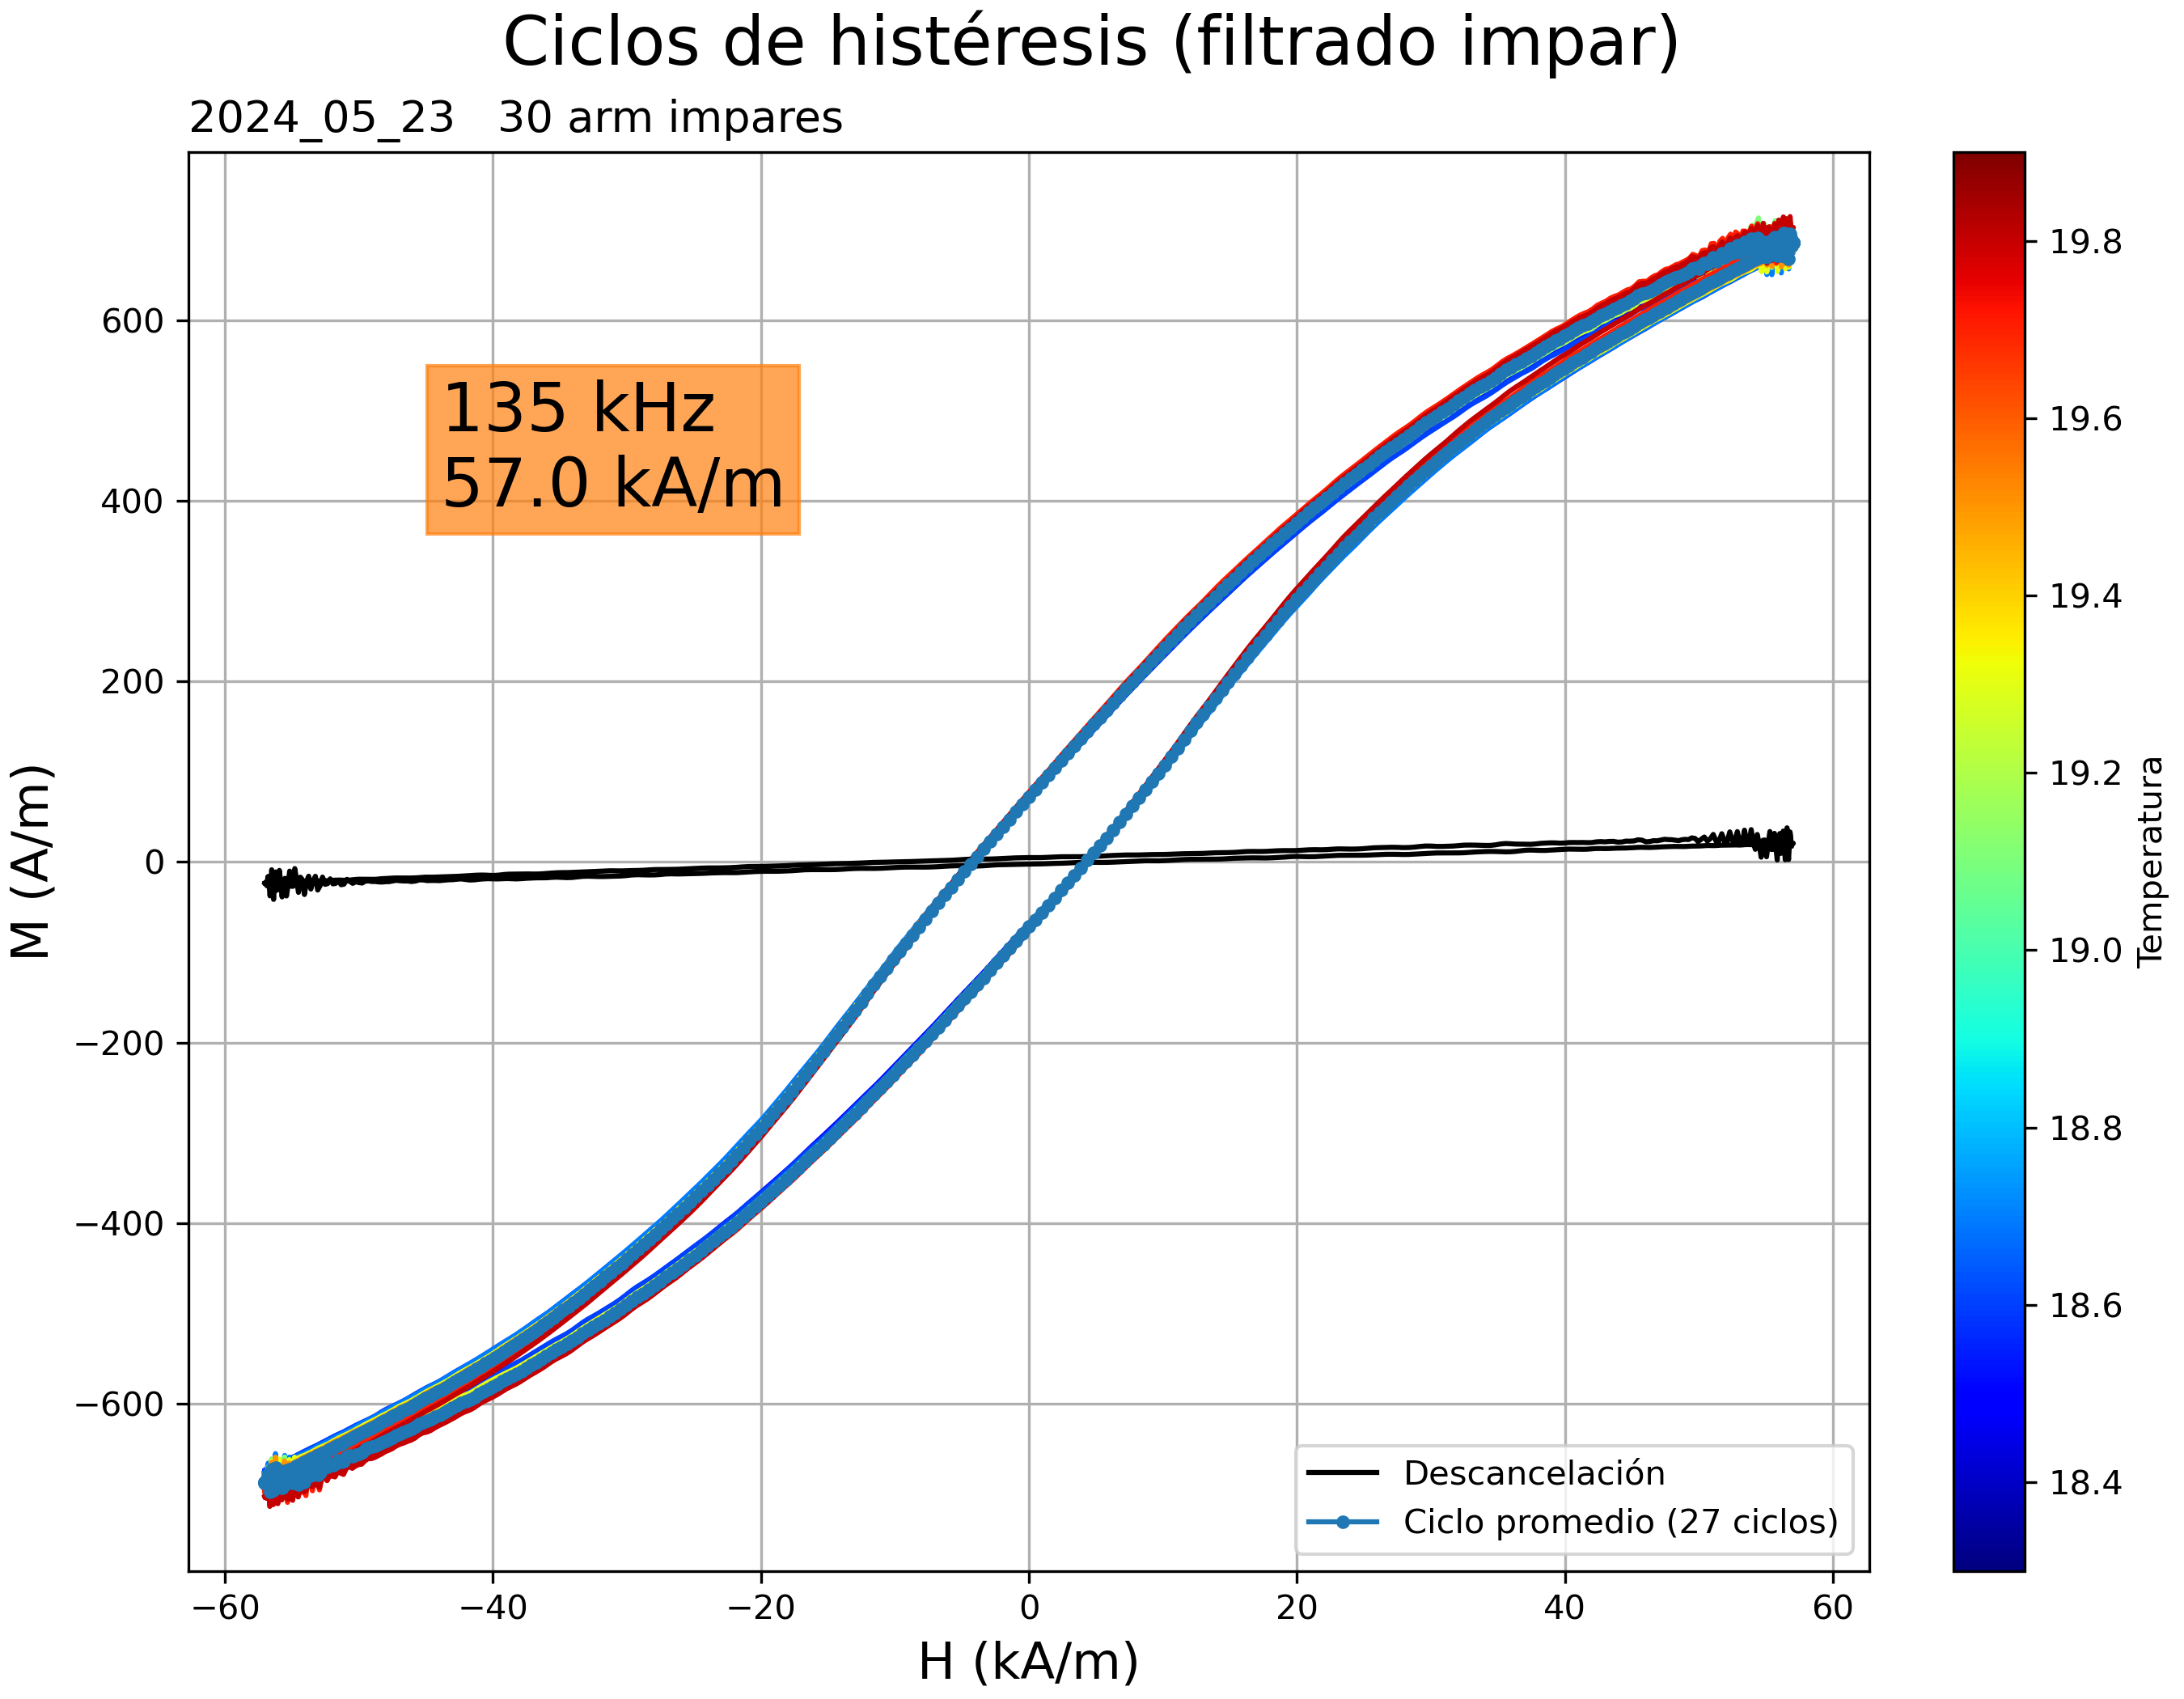 Ciclos de histéresis (filtrado impar)
2024_05_23   30 arm impares
135 kHz
57.0 kA/m
M (A/m)
600
400
200
0
−200
−400
−600
−60
−40
−20
0
20
40
60
H (kA/m)
Descancelación
Ciclo promedio (27 ciclos)
19.8
19.6
19.4
19.2
19.0
18.8
18.6
18.4
Temperatura